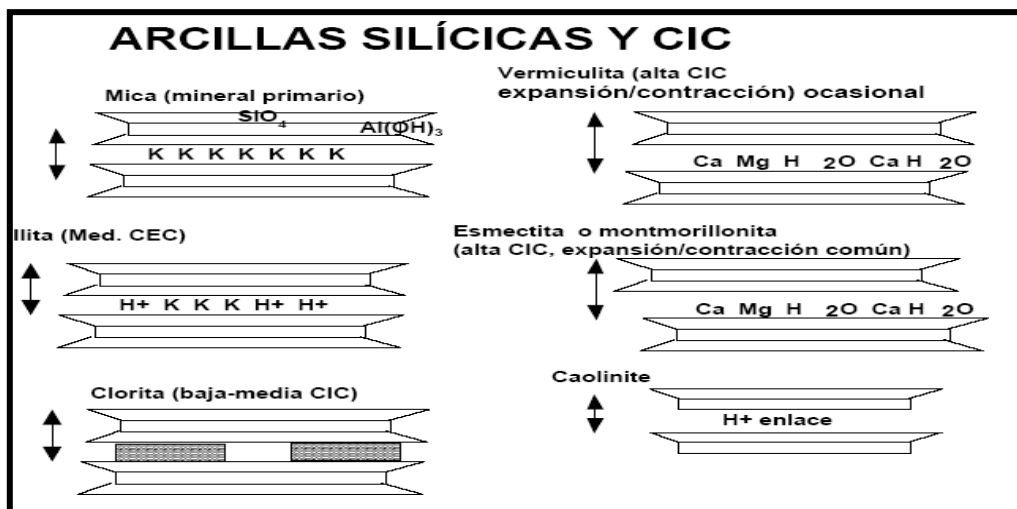 ARCILLAS SILÍCICAS Y CIC
Mica (mineral primario)
SIO4
Al(OH)3
K K K K K K K
Ilita (Med. CEC)
H+ K K K H+ H+
Clorita (baja-media CIC)
Vermiculita (alta CIC
expansión/contracción) ocasional
Ca Mg H 2O Ca H 2O
Esmectita o montmorillonita
(alta CIC, expansión/contracción común)
Ca Mg H 2O Ca H 2O
Caolinite
H+ enlace